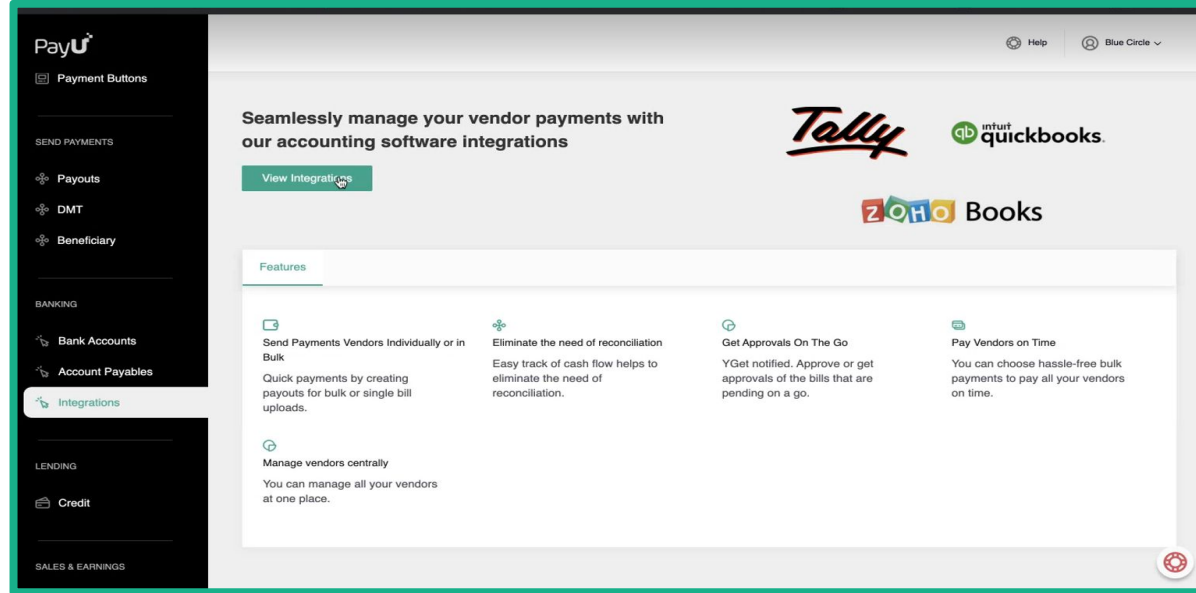 PayU
Payment Buttons
SEND PAYMENTS
Payouts
DMT
Beneficiary
BANKING
Bank Accounts
Account Payables
Integrations
LENDING
Credit
SALES & EARNINGS
Help
Blue Circle
Seamlessly manage your vendor payments with
our accounting software integrations
View Integrations
Tally
qb
intuit
quickbooks.
ZOHO Books
Features
Send Payments Vendors Individually or in
Bulk
Quick payments by creating
payouts for bulk or single bill
uploads.
Eliminate the need of reconciliation
Easy track of cash flow helps to
eliminate the need of
reconciliation.
Get Approvals On The Go
YGet notified. Approve or get
approvals of the bills that are
pending on a go.
Pay Vendors on Time
You can choose hassle-free bulk
payments to pay all your vendors
on time.
Manage vendors centrally
You can manage all your vendors
at one place.